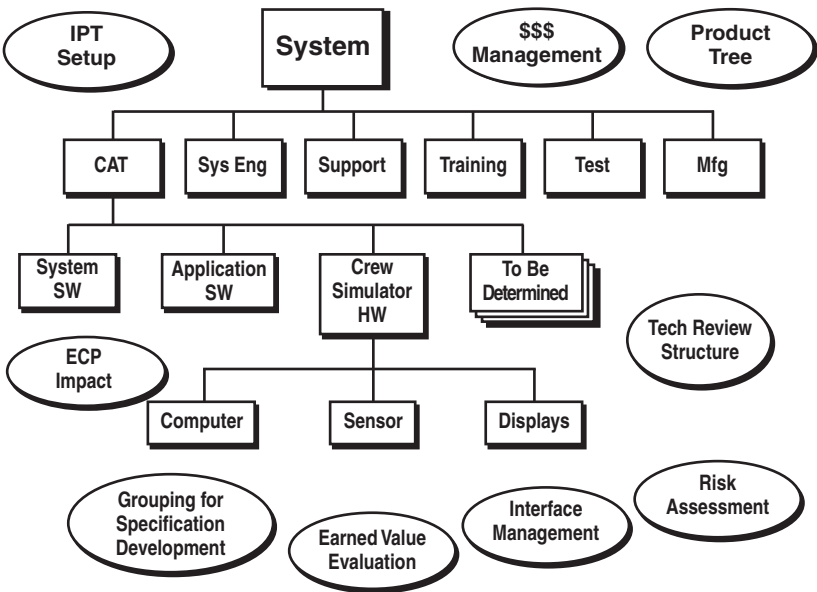 IPT
Setup
System
$$$
Management
Product
Tree
CAT
Sys Eng
Support
Training
Test
Mfg
System
SW
Application
SW
Crew
Simulator
HW
To Be
Determined
Tech Review
Structure
ECP
Impact
Computer
Sensor
Displays
Grouping for
Specification
Development
Earned Value
Evaluation
Interface
Management
Risk
Assessment